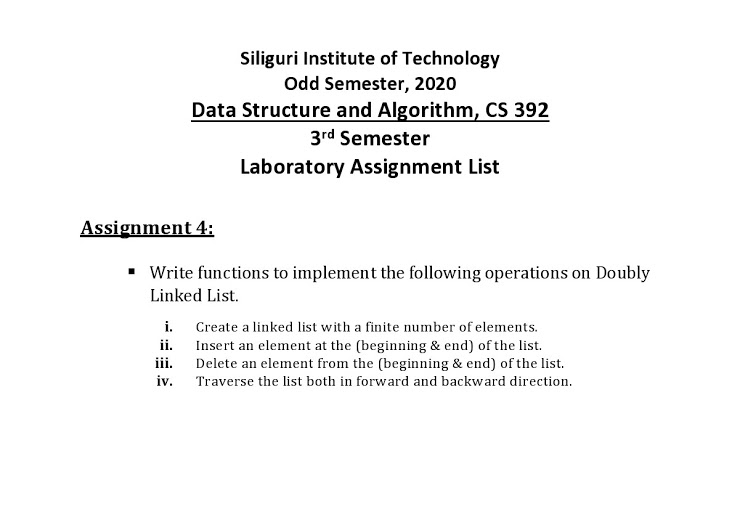 Siliguri Institute of Technology
Odd Semester, 2020
Data Structure and Algorithm, CS 392
3rd Semester
Laboratory Assignment List
Assignment 4:
▪ Write functions to implement the following operations on Doubly
Linked List.
i. Create a linked list with a finite number of elements.
ii. Insert an element at the (beginning & end) of the list.
iii. Delete an element from the (beginning & end) of the list.
iv. Traverse the list both in forward and backward direction.